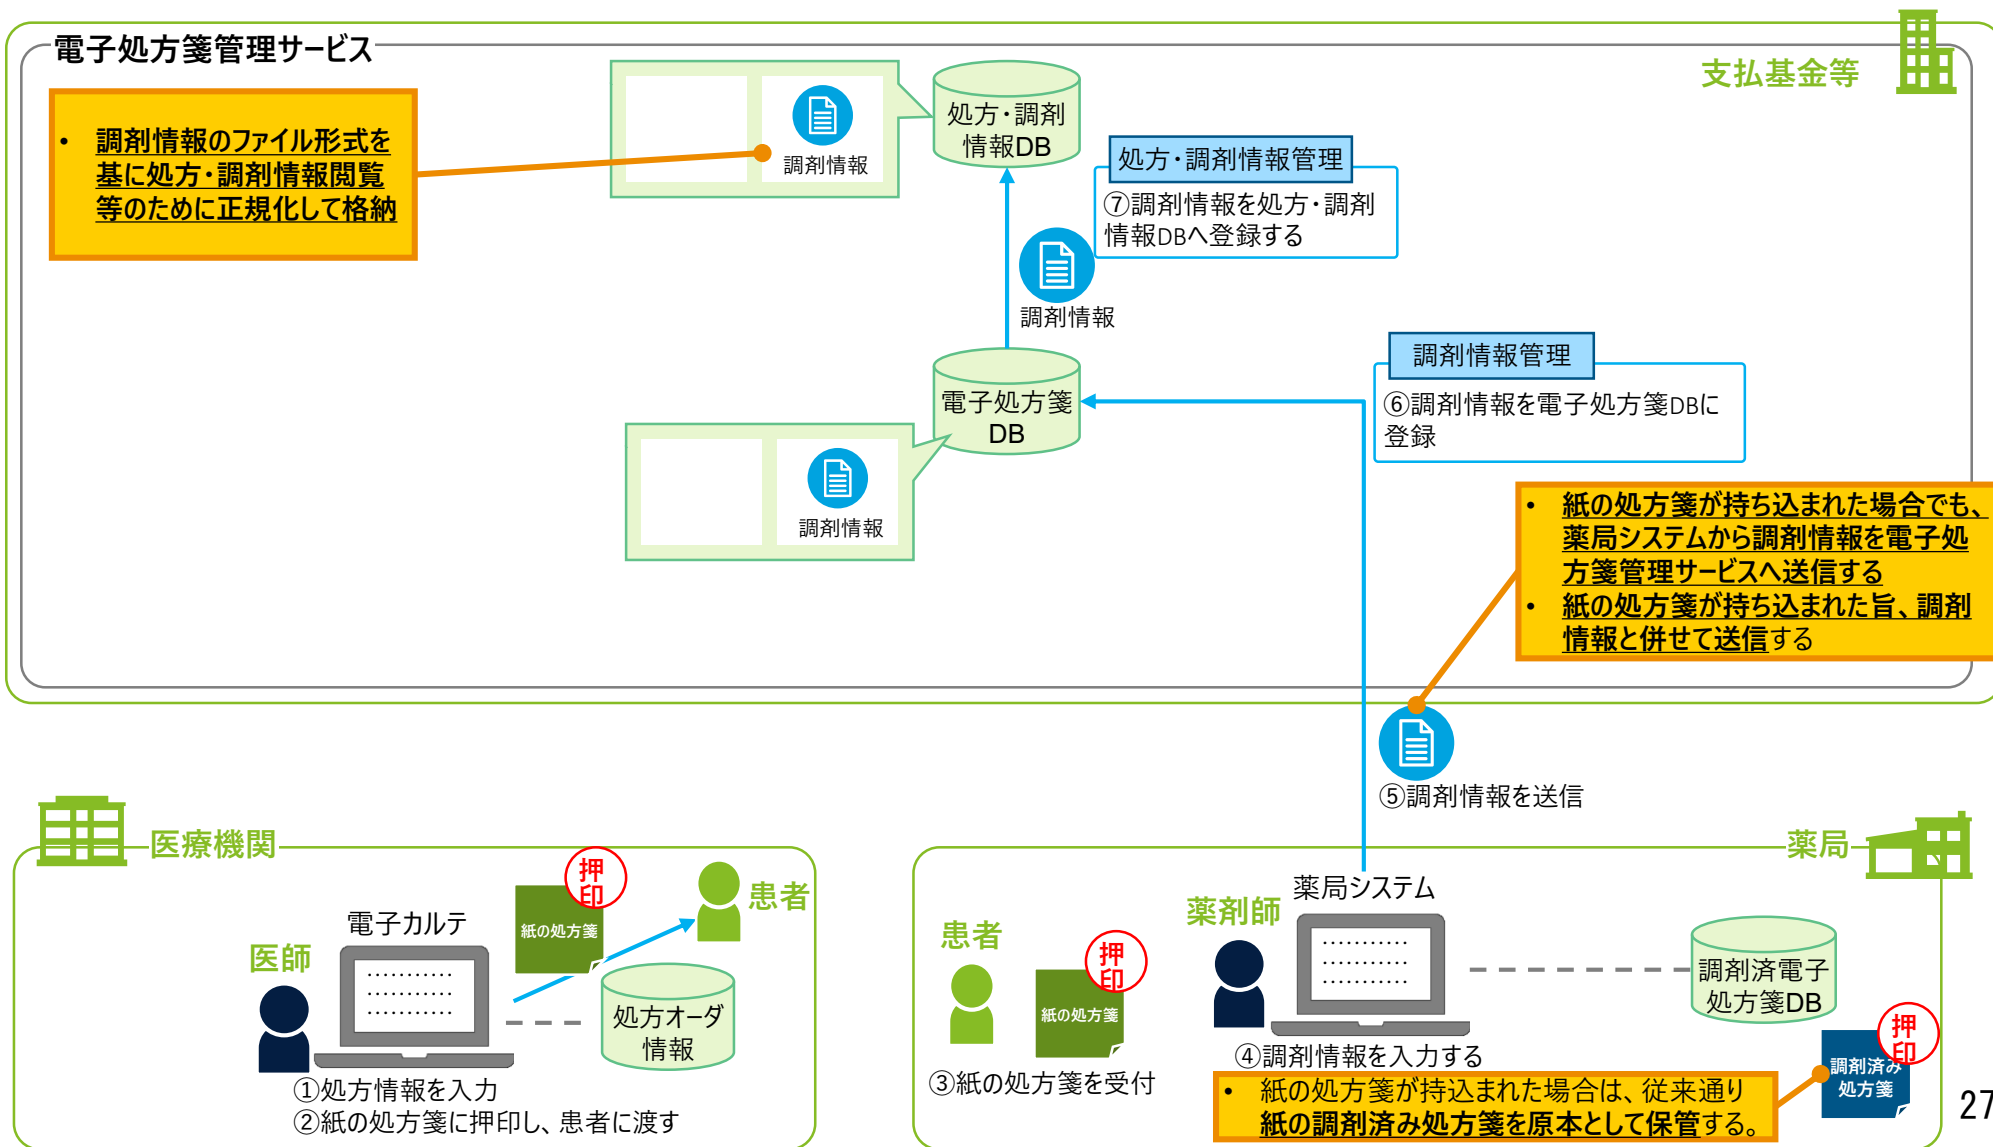 電子処方箋管理サービス
支払基金等
• 調剤情報のファイル形式を
基に処方・調剤情報閲覧
等のために正規化して格納
調剤情報
処方・調剤
情報DB
処方・調剤情報管理
⑦調剤情報を処方・調剤
情報DBへ登録する
調剤情報
調剤情報管理
⑥調剤情報を電子処方箋DBに
登録
電子処方箋
DB
調剤情報
• 紙の処方箋が持ち込まれた場合でも、
薬局システムから調剤情報を電子処
方箋管理サービスへ送信する
• 紙の処方箋が持ち込まれた旨、調剤
情報と併せて送信する
⑤調剤情報を送信
医療機関
押
印
紙の処方箋
患者
電子カルテ
医師
処方オーダ
情報
①処方情報を入力
②紙の処方箋に押印し、患者に渡す
薬局
患者
押
印
紙の処方箋
③紙の処方箋を受付
薬剤師
薬局システム
調剤済電子
処方箋DB
④調剤情報を入力する
• 紙の処方箋が持込まれた場合は、従来通り
紙の調剤済み処方箋を原本として保管する。
押
印
調剤済み
処方箋
27